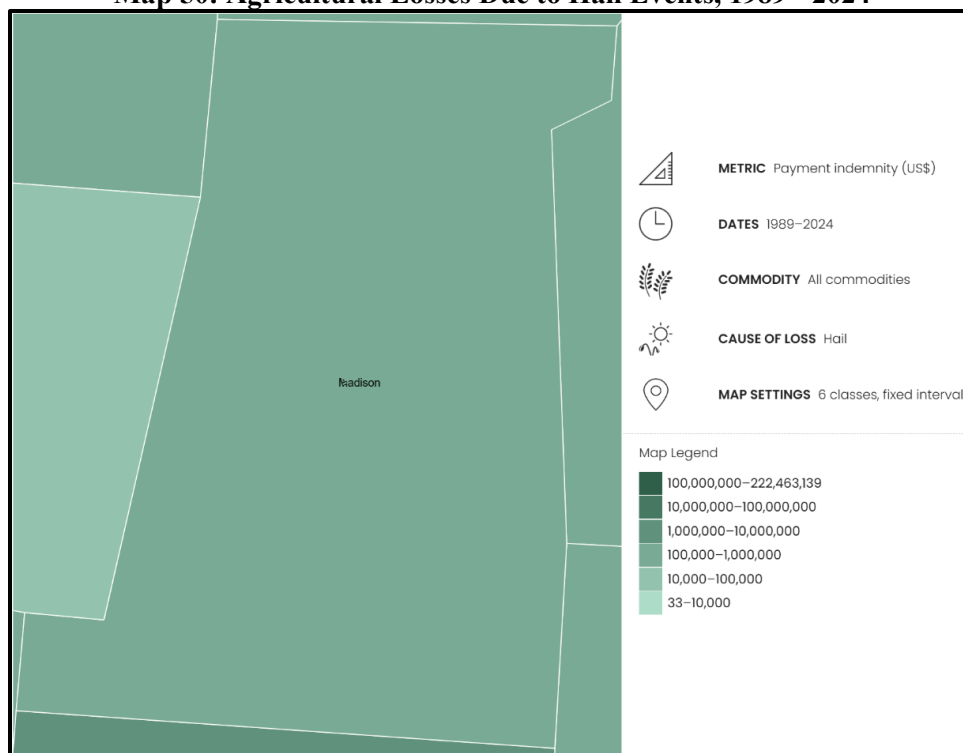 Map 50: Agricultural Losses Due to Hail Events, 1989 - 2024
METRIC Payment indemnity (US$)
DATES 1989–2024
COMMODITY All commodities
Madison
CAUSE OF LOSS Hail
MAP SETTINGS 6 classes, fixed interval
Map Legend
100,000,000–222,463,139
10,000,000–100,000,000
1,000,000–10,000,000
100,000–1,000,000
10,000–100,000
33–10,000